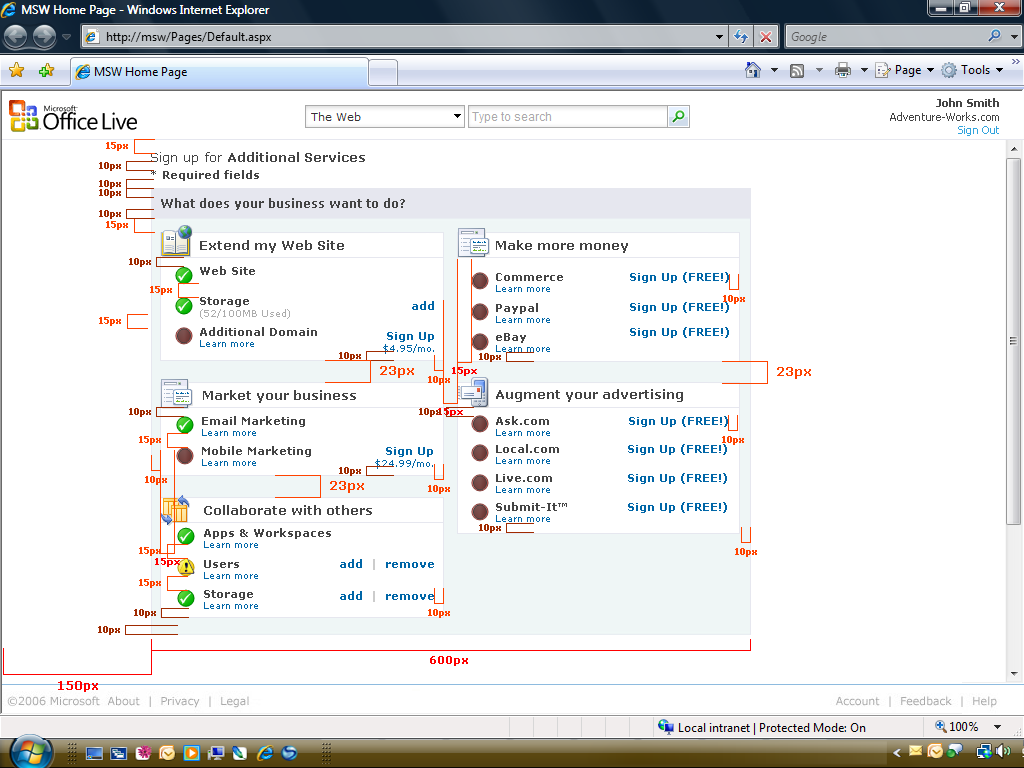 MSW Home Page - Windows Internet Explorer
http://msw/Pages/Default.aspx
Google
MSW Home Page
Page
Tools
Microsoft
Office Live
The Web
Type to search
John Smith
Adventure-Works.com
Sign Out
15px
Sign up for Additional Services
10px
* Required fields
10px
10px
What does your business want to do?
10px
15px
Extend my Web Site
Make more money
10px
Web Site
Commerce
Sign Up (FREE!)
Learn more
15px
10px
Storage
add
(52/100MB Used)
Paypal
Sign Up (FREE!)
Learn more
15px
Additional Domain
Sign Up
Learn more
$4.95/mo.
eBay
Sign Up (FREE!)
Learn more
10px
10px
23px
10px
15px
23px
Market your business
Augment your advertising
10px
10px
15px
Email Marketing
Learn more
Ask.com
Sign Up (FREE!)
Learn more
15px
10px
Mobile Marketing
Sign Up
Learn more
$24.99/mo.
Local.com
Sign Up (FREE!)
Learn more
10px
10px
23px
10px
Live.com
Sign Up (FREE!)
Learn more
Collaborate with others
Submit-It™
Sign Up (FREE!)
Learn more
10px
Apps & Workspaces
Learn more
15px
10px
15px
Users
add | remove
Learn more
15px
Storage
add | remove
Learn more
10px
10px
10px
600px
150px
©2006 Microsoft About | Privacy | Legal
Account | Feedback | Help
Local intranet | Protected Mode: On
100%